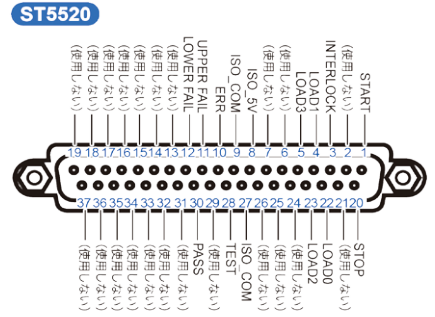 ST5520
(使用しない)
(使用しない)
(使用しない)
(使用しない)
(使用しない)
(使用しない)
(使用しない)
LOWER FAIL
UPPER FAIL
ERR
ISO_COM
ISO_5V
(使用しない)
(使用しない)
LOAD3
LOAD1
INTERLOCK
(使用しない)
START
19 18 17 16 15 14 13 12 11 10 9 8 7 6 5 4 3 2 1
37 36 35 34 33 32 31 30 29 28 27 26 25 24 23 22 21 20
(使用しない)
(使用しない)
(使用しない)
(使用しない)
(使用しない)
(使用しない)
(使用しない)
PASS
(使用しない)
TEST
ISO_COM
(使用しない)
(使用しない)
(使用しない)
LOAD2
LOAD0
(使用しない)
STOP